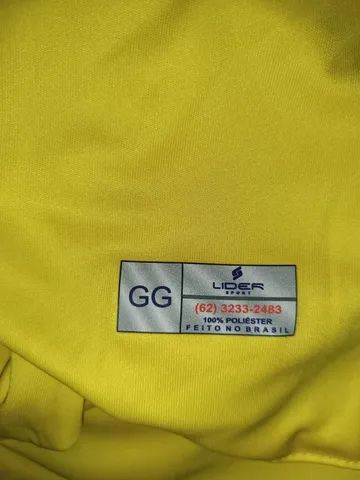 GG
LIDER
SPORT
(62) 3233-2483
100% POLIÉSTER
FEITO NO BRASIL